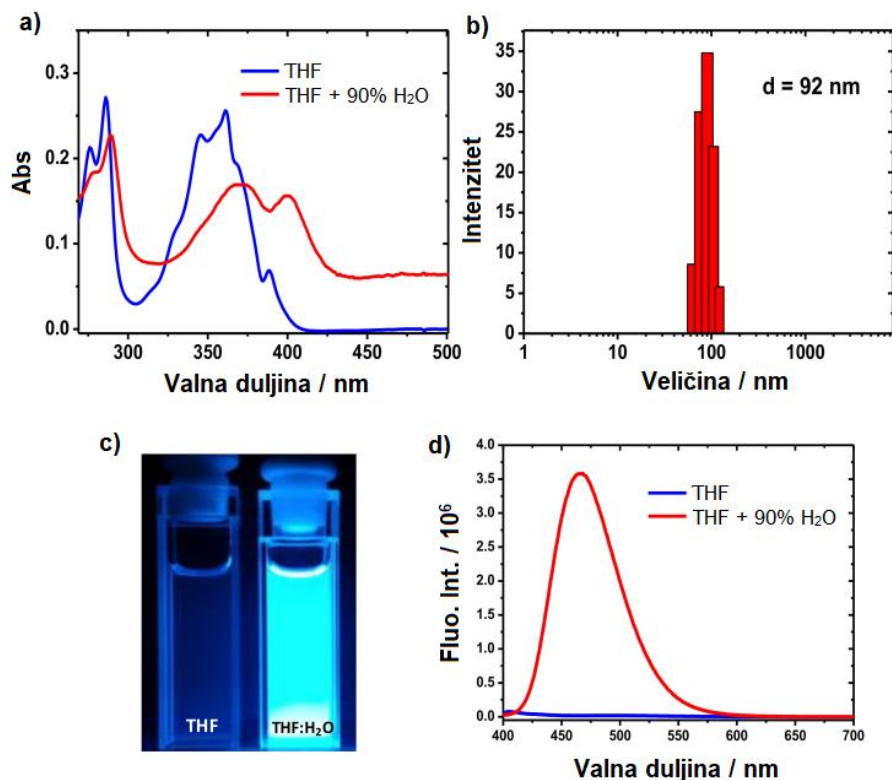 a)
0.3
0.2
0.1
0.0
Abs
THF
THF + 90% H₂O
300
350
400
450
500
Valna duljina / nm
b)
35
30
25
20
15
10
5
0
Intenzitet
d = 92 nm
1
10
100
1000
Veličina / nm
c)
THF
THF:H₂O
d)
4.0
3.5
3.0
2.5
2.0
1.5
1.0
0.5
0.0
Fluo. Int. / 10⁶
THF
THF + 90% H₂O
400
450
500
550
600
650
700
Valna duljina / nm